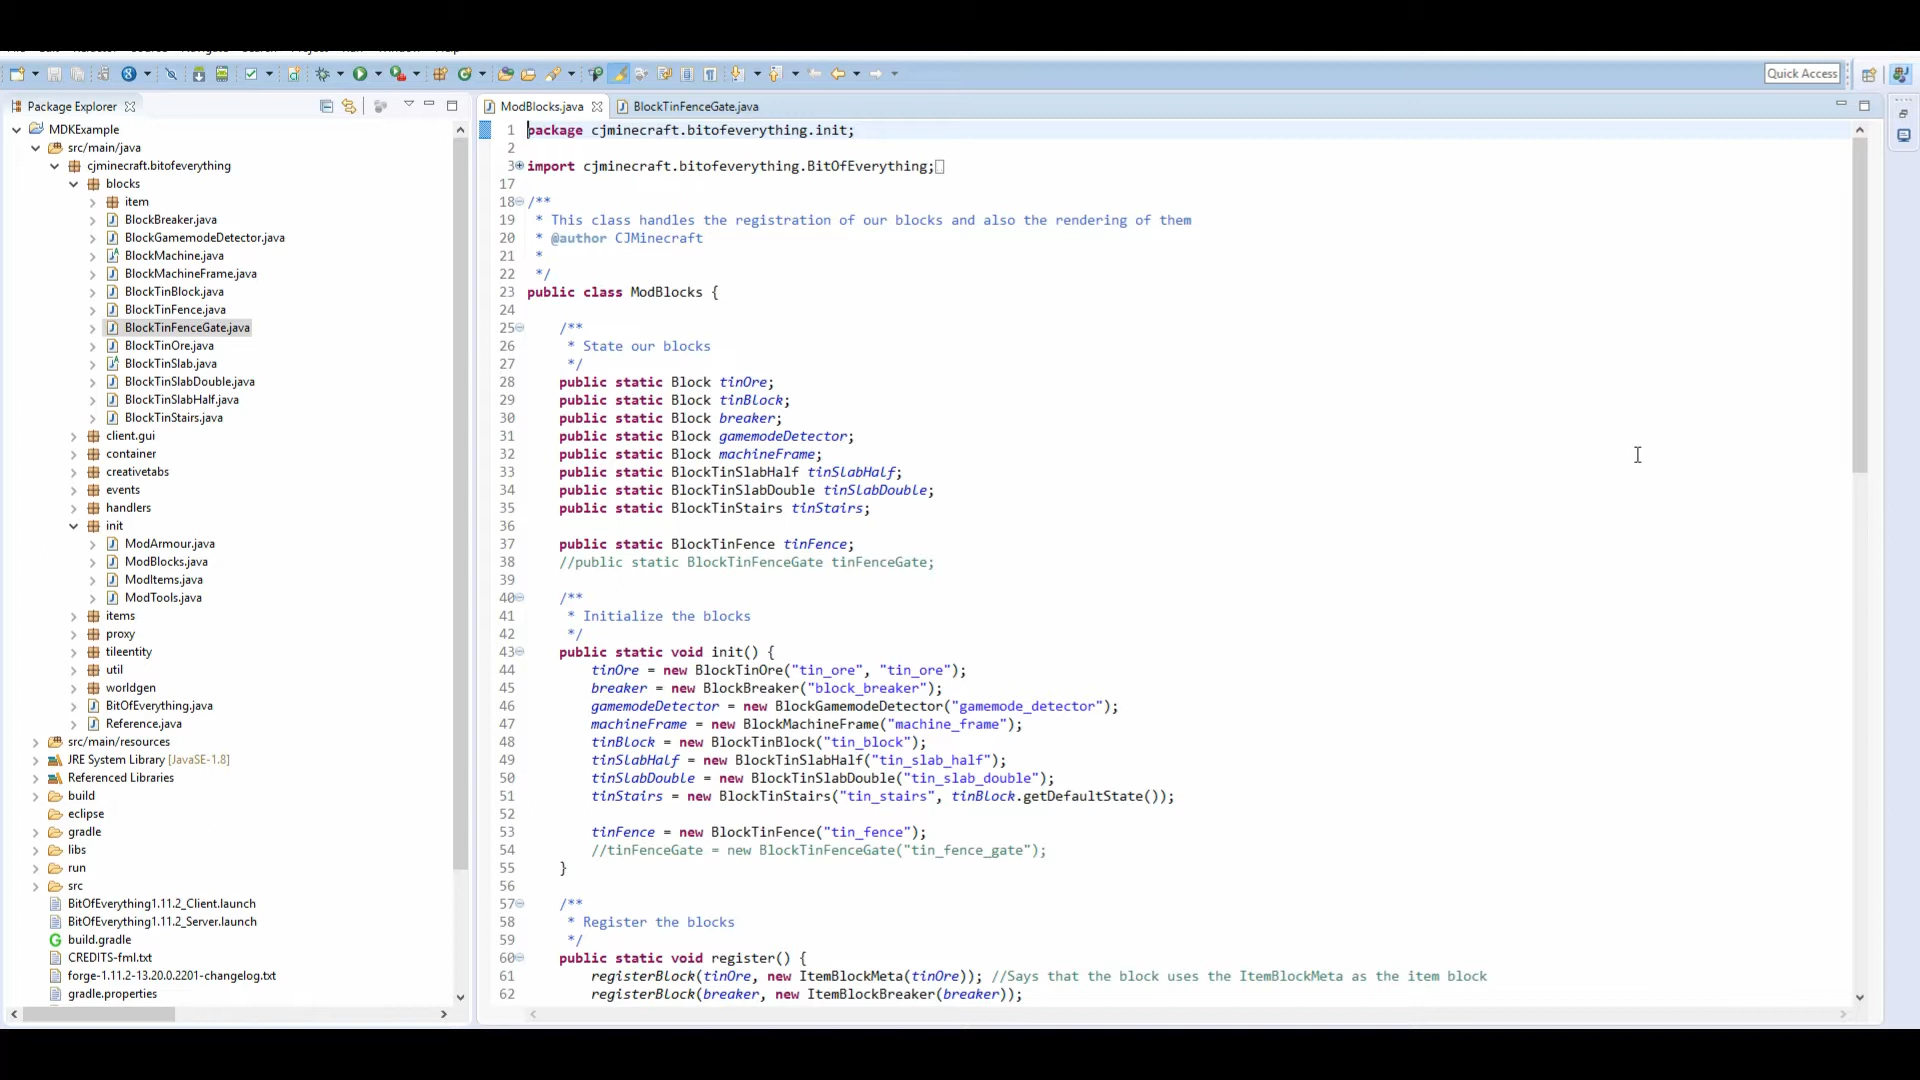 Quick Access
Package Explorer
MDKExample
src/main/java
cjminecraft.bitofeverything
blocks
item
BlockBreaker.java
BlockGamemodeDetector.java
BlockMachine.java
BlockMachineFrame.java
BlockTinBlock.java
BlockTinFence.java
BlockTinFenceGate.java
BlockTinOre.java
BlockTinSlab.java
BlockTinSlabDouble.java
BlockTinSlabHalf.java
BlockTinStairs.java
client.gui
container
creativetabs
events
handlers
init
ModArmour.java
ModBlocks.java
ModItems.java
ModTools.java
items
proxy
tileentity
util
worldgen
BitOfEverything.java
Reference.java
src/main/resources
JRE System Library [JavaSE-1.8]
Referenced Libraries
build
eclipse
gradle
libs
run
src
BitOfEverything1.11.2_Client.launch
BitOfEverything1.11.2_Server.launch
build.gradle
CREDITS-fml.txt
forge-1.11.2-13.20.0.2201-changelog.txt
gradle.properties
ModBlocks.java
BlockTinFenceGate.java
1 package cjminecraft.bitofeverything.init;
2
3 import cjminecraft.bitofeverything.BitOfEverything;
17
18 /**
19 * This class handles the registration of our blocks and also the rendering of them
20 * @author CJMinecraft
21 *
22 */
23 public class ModBlocks {
24
25 /**
26 * State our blocks
27 */
28 public static Block tinOre;
29 public static Block tinBlock;
30 public static Block breaker;
31 public static Block gamemodeDetector;
32 public static Block machineFrame;
33 public static BlockTinSlabHalf tinSlabHalf;
34 public static BlockTinSlabDouble tinSlabDouble;
35 public static BlockTinStairs tinStairs;
36
37 public static BlockTinFence tinFence;
38 //public static BlockTinFenceGate tinFenceGate;
39
40 /**
41 * Initialize the blocks
42 */
43 public static void init() {
44 tinOre = new BlockTinOre("tin_ore", "tin_ore");
45 breaker = new BlockBreaker("block_breaker");
46 gamemodeDetector = new BlockGamemodeDetector("gamemode_detector");
47 machineFrame = new BlockMachineFrame("machine_frame");
48 tinBlock = new BlockTinBlock("tin_block");
49 tinSlabHalf = new BlockTinSlabHalf("tin_slab_half");
50 tinSlabDouble = new BlockTinSlabDouble("tin_slab_double");
51 tinStairs = new BlockTinStairs("tin_stairs", tinBlock.getDefaultState());
52
53 tinFence = new BlockTinFence("tin_fence");
54 //tinFenceGate = new BlockTinFenceGate("tin_fence_gate");
55 }
56
57 /**
58 * Register the blocks
59 */
60 public static void register() {
61 registerBlock(tinOre, new ItemBlockMeta(tinOre)); //Says that the block uses the ItemBlockMeta as the item block
62 registerBlock(breaker, new ItemBlockBreaker(breaker));